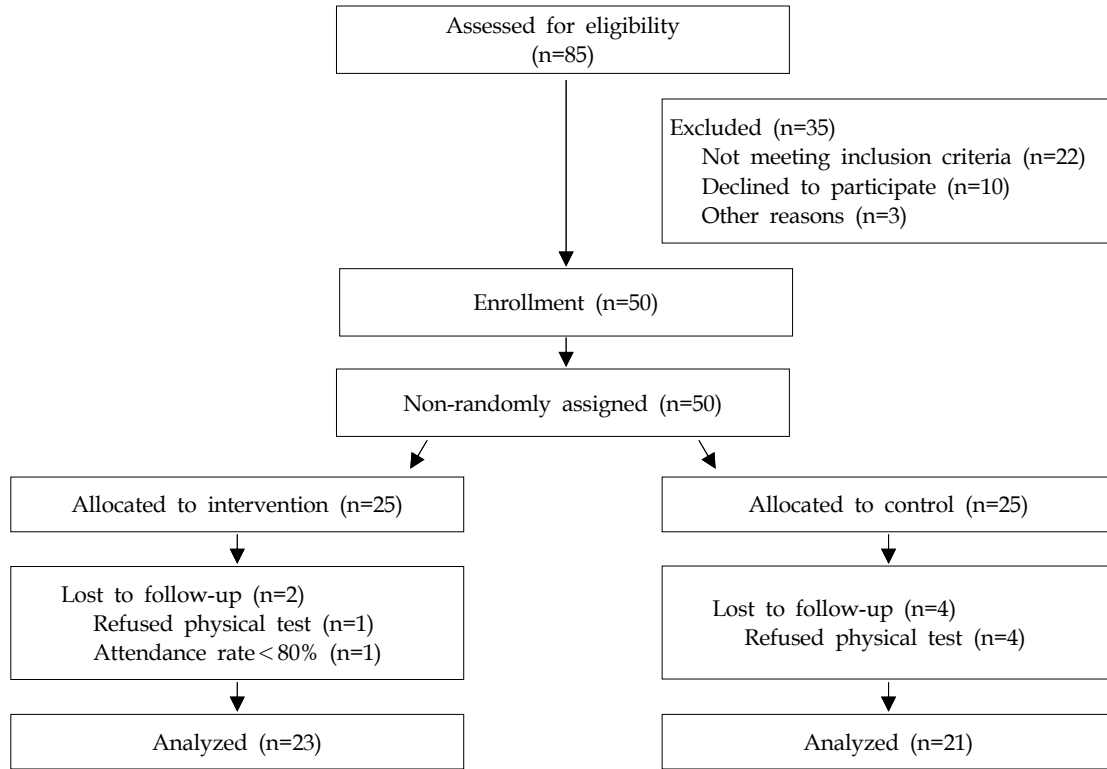 Assessed for eligibility
(n=85)
Excluded (n=35)
Not meeting inclusion criteria (n=22)
Declined to participate (n=10)
Other reasons (n=3)
Enrollment (n=50)
Non-randomly assigned (n=50)
Allocated to intervention (n=25)
Allocated to control (n=25)
Lost to follow-up (n=2)
Refused physical test (n=1)
Attendance rate<80% (n=1)
Lost to follow-up (n=4)
Refused physical test (n=4)
Analyzed (n=23)
Analyzed (n=21)